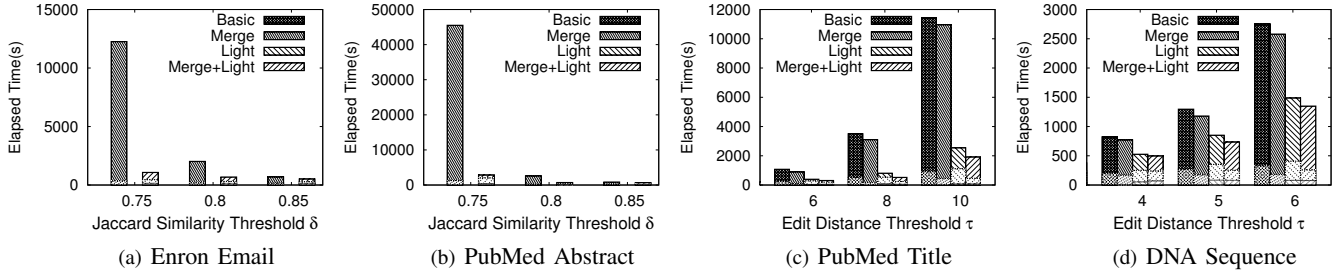 Elapsed Time(s)
15000
10000
5000
0
Basic
Merge
Light
Merge+Light
0.75 0.8 0.85
Jaccard Similarity Threshold δ
(a) Enron Email
Elapsed Time(s)
50000
40000
30000
20000
10000
0
Basic
Merge
Light
Merge+Light
0.75 0.8 0.85
Jaccard Similarity Threshold δ
(b) PubMed Abstract
Elapsed Time(s)
12000
10000
8000
6000
4000
2000
0
Basic
Merge
Light
Merge+Light
6 8 10
Edit Distance Threshold τ
(c) PubMed Title
Elapsed Time(s)
3000
2500
2000
1500
1000
500
0
Basic
Merge
Light
Merge+Light
4 5 6
Edit Distance Threshold τ
(d) DNA Sequence